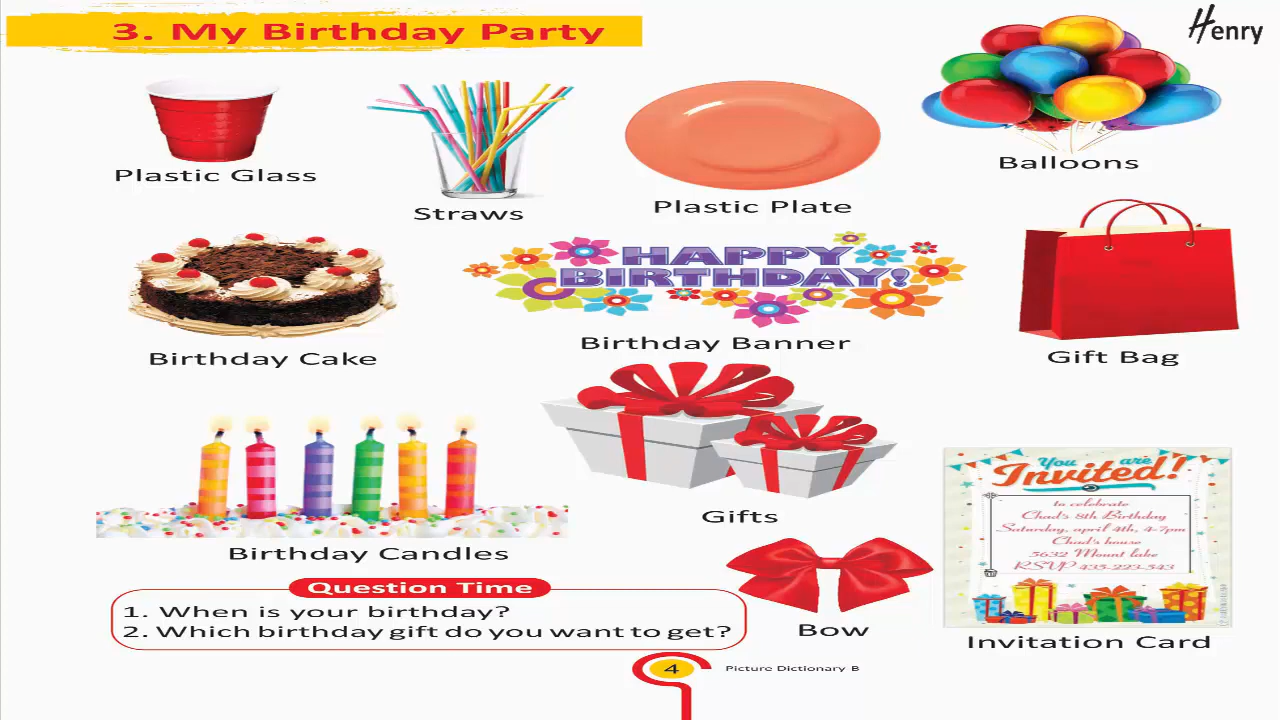 3. My Birthday Party
Henry
Plastic Glass
Straws
Plastic Plate
Balloons
HAPPY
BIRTHDAY!
Birthday Cake
Birthday Banner
Gift Bag
Birthday Candles
Gifts
You are
Invited!
to celebrate
Chad's 8th Birthday
Saturday, april 4th, 4-7pm
Chad's house
5632 Mount lake
RSVP 435-223-543
Bow
Invitation Card
Question Time
1. When is your birthday?
2. Which birthday gift do you want to get?
4
Picture Dictionary B